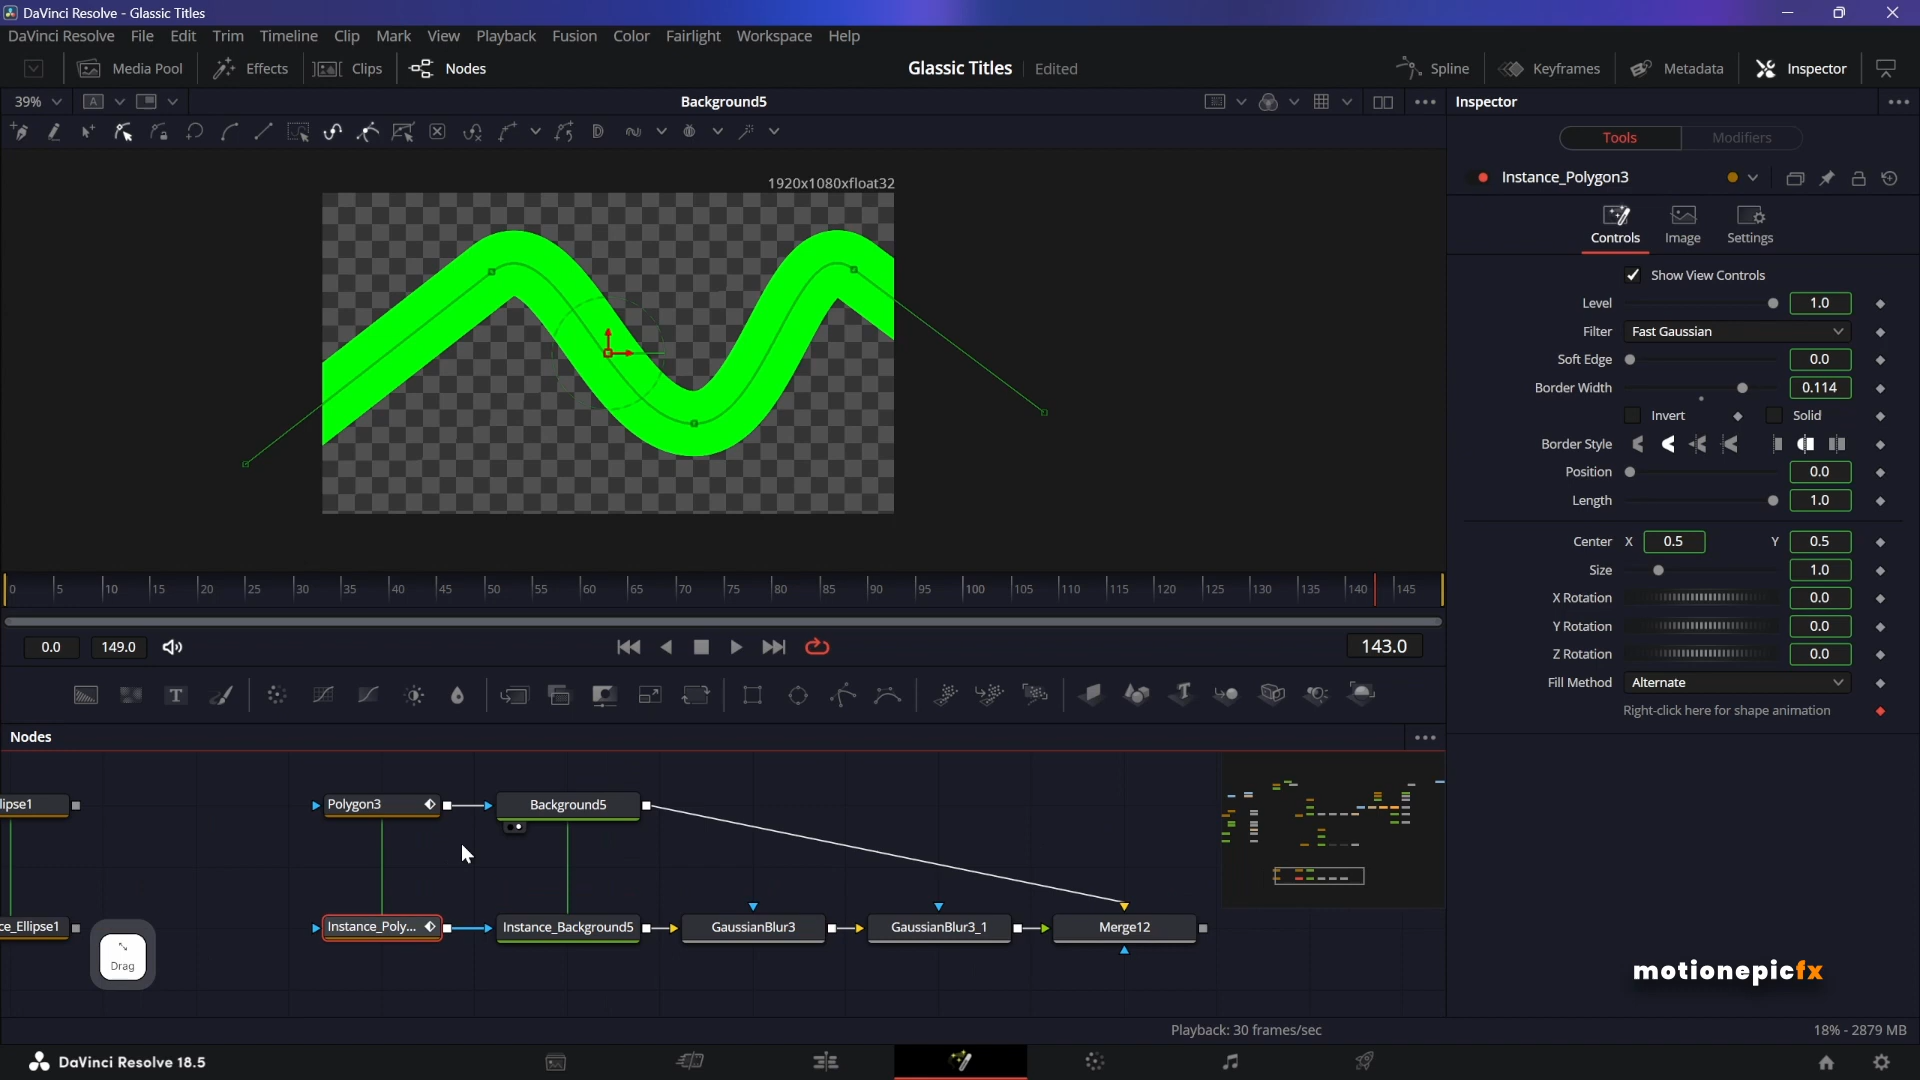 DaVinci Resolve - Glassic Titles
DaVinci Resolve File Edit Trim Timeline Clip Mark View Playback Fusion Color Fairlight Workspace Help
Media Pool Effects Clips Nodes Glassic Titles Edited Spline Keyframes Metadata Inspector
39% A Background5 Inspector
Tools Modifiers
1920x1080xfloat32
Instance_Polygon3
Controls Image Settings
Show View Controls
Level 1.0
Filter Fast Gaussian
Soft Edge 0.0
Border Width 0.114
Invert Solid
Border Style
Position 0.0
Length 1.0
Center X 0.5 Y 0.5
Size 1.0
X Rotation 0.0
Y Rotation 0.0
Z Rotation 0.0
Fill Method Alternate
Right-click here for shape animation
0 5 10 15 20 25 30 35 40 45 50 55 60 65 70 75 80 85 90 95 100 105 110 115 120 125 130 135 140 145
0.0 149.0 143.0
Nodes
lipse1 Polygon3 Background5
ce_Ellipse1 Instance_Poly... Instance_Background5 GaussianBlur3 GaussianBlur3_1 Merge12
Drag
motionepicfx
Playback: 30 frames/sec 18% - 2879 MB
DaVinci Resolve 18.5